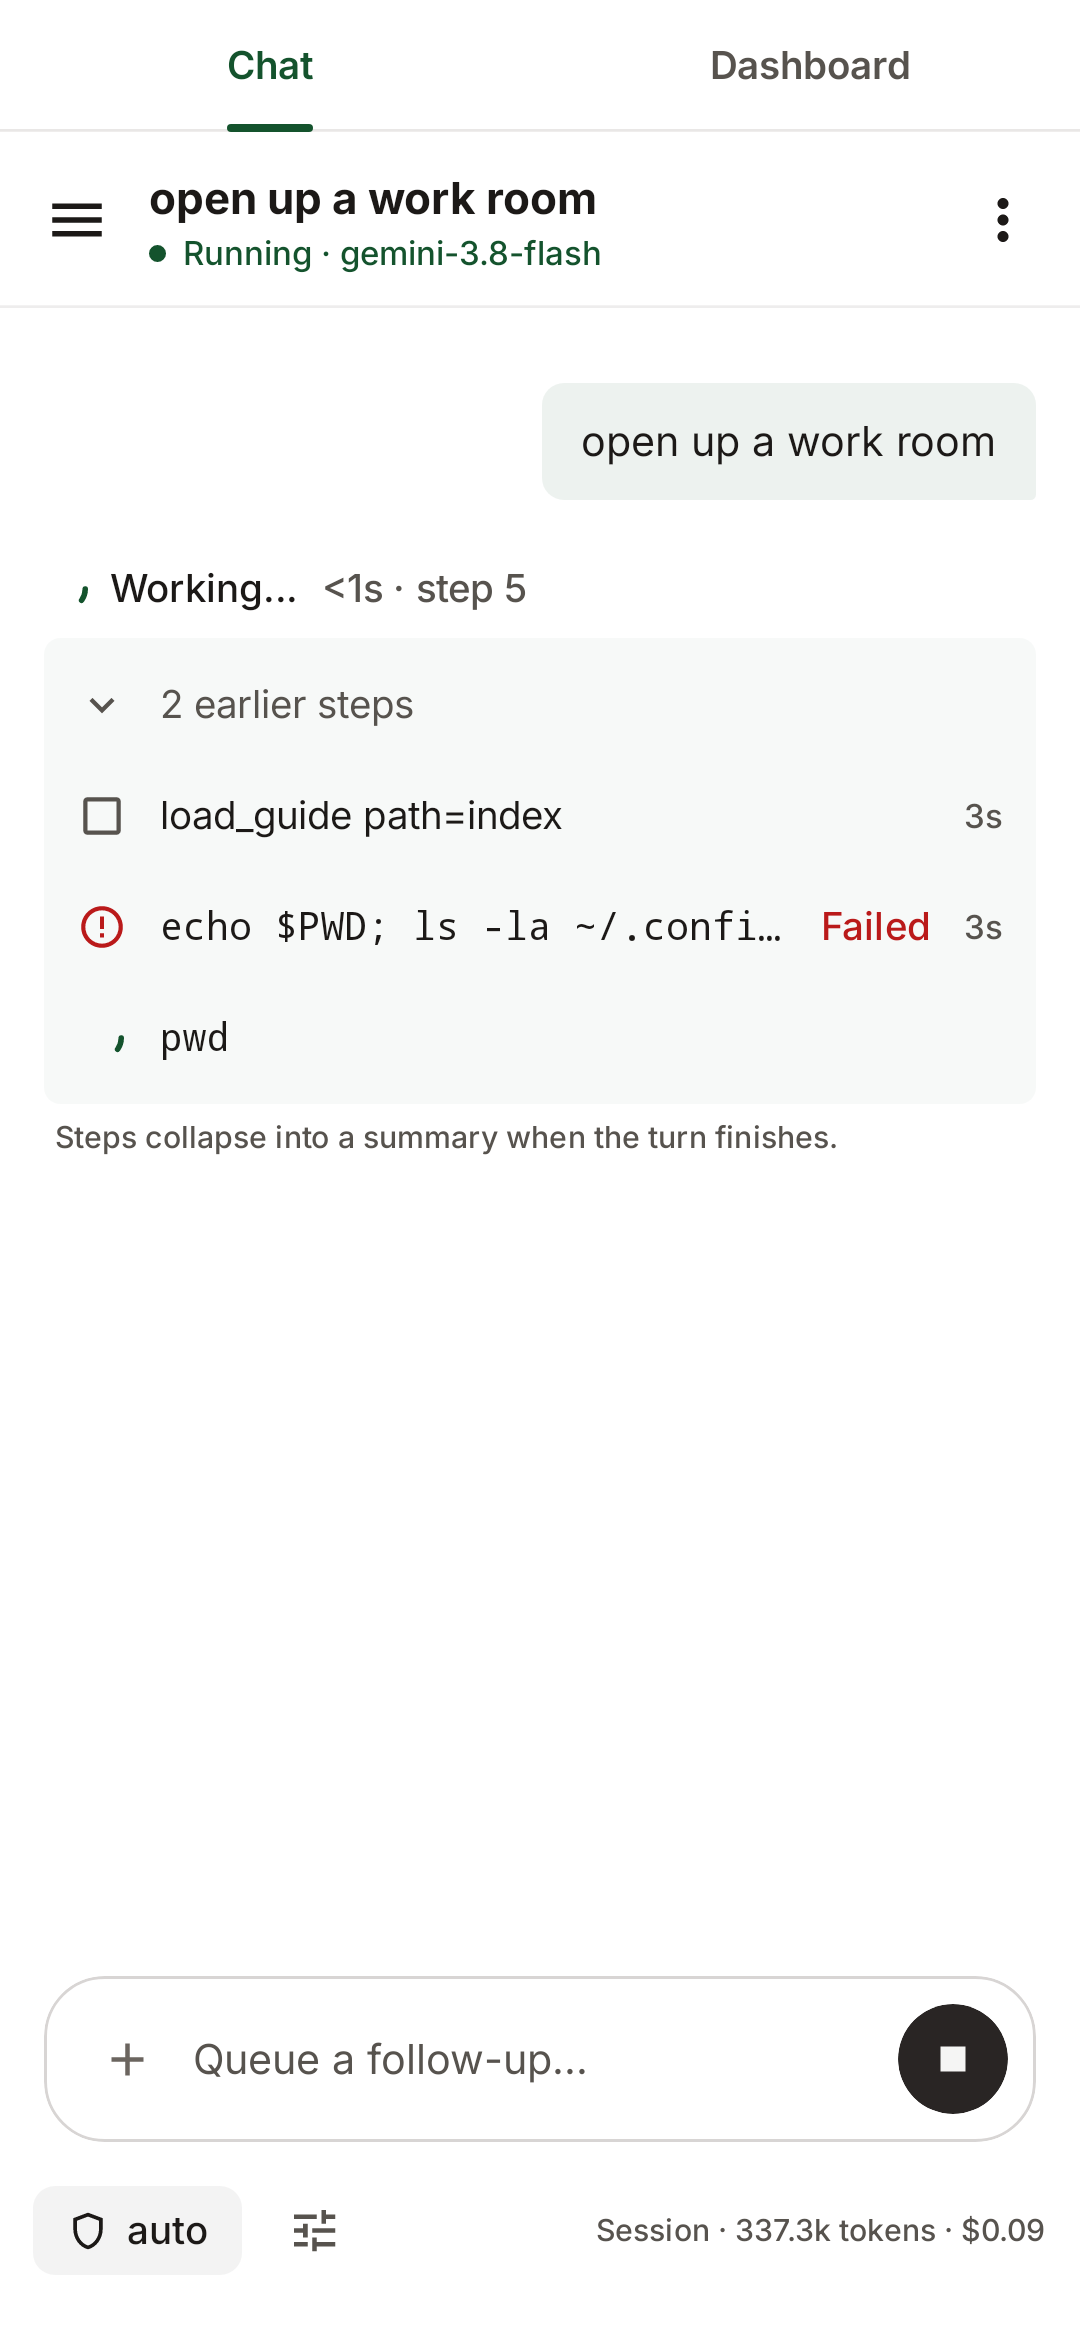 Chat
Dashboard
open up a work room
Running · gemini-3.8-flash
open up a work room
Working... <1s · step 5
2 earlier steps
load_guide path=index 3s
echo $PWD; ls -la ~/.confi… Failed 3s
pwd
Steps collapse into a summary when the turn finishes.
Queue a follow-up...
auto
Session · 337.3k tokens · $0.09